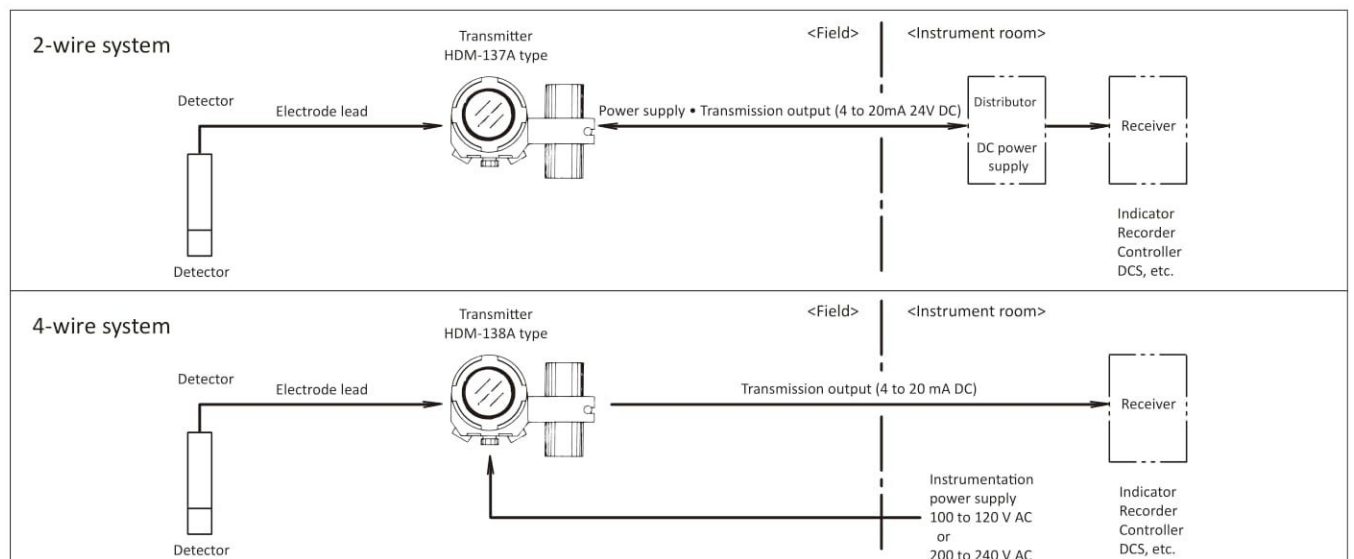 2-wire system
Transmitter
HDM-137A type
<Field>
<Instrument room>
Detector
Electrode lead
Power supply • Transmission output (4 to 20mA 24V DC)
Distributor
DC power
supply
Receiver
Detector
Indicator
Recorder
Controller
DCS, etc.
4-wire system
Transmitter
HDM-138A type
<Field>
<Instrument room>
Detector
Electrode lead
Transmission output (4 to 20 mA DC)
Receiver
Instrumentation
power supply
100 to 120 V AC
or
200 to 240 V AC
Detector
Indicator
Recorder
Controller
DCS, etc.